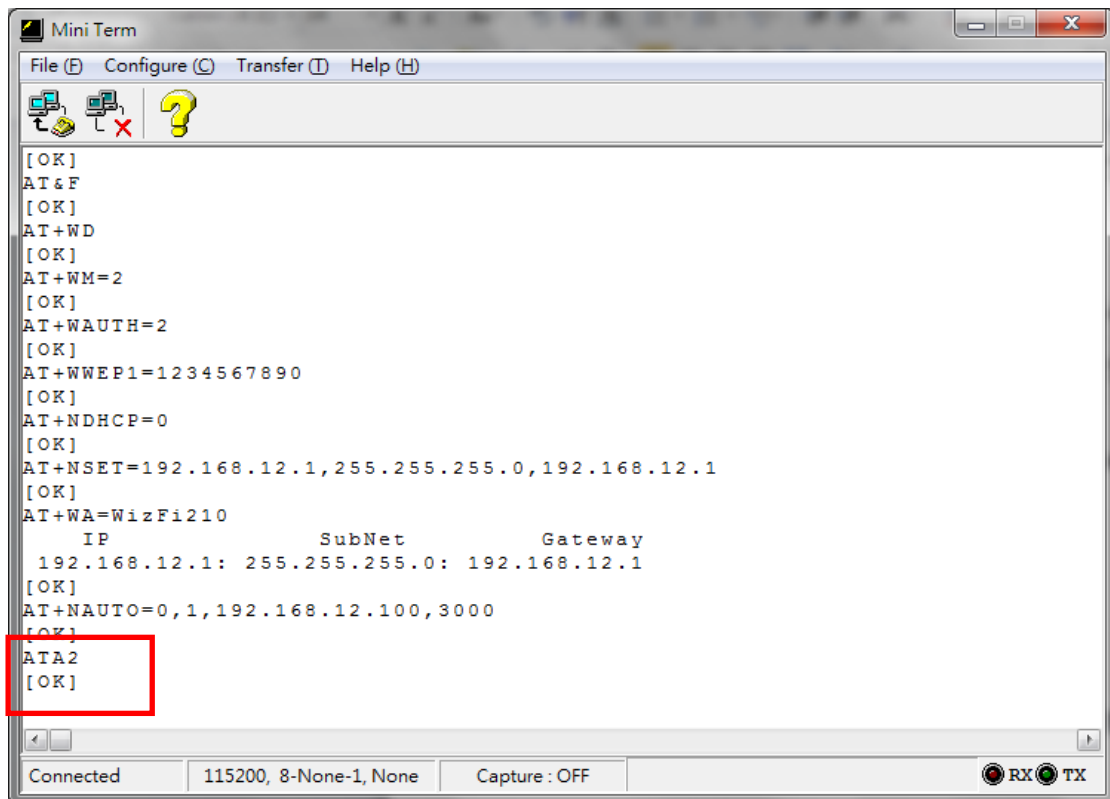 Mini Term
File (F) Configure (C) Transfer (T) Help (H)
[OK]
AT&F
[OK]
AT+WD
[OK]
AT+WM=2
[OK]
AT+WAUTH=2
[OK]
AT+WWEP1=1234567890
[OK]
AT+NDHCP=0
[OK]
AT+NSET=192.168.12.1,255.255.255.0,192.168.12.1
[OK]
AT+WA=WizFi210
IP SubNet Gateway
192.168.12.1: 255.255.255.0: 192.168.12.1
[OK]
AT+NAUTO=0,1,192.168.12.100,3000
[OK]
ATA2
[OK]
Connected 115200, 8-None-1, None Capture : OFF RX TX